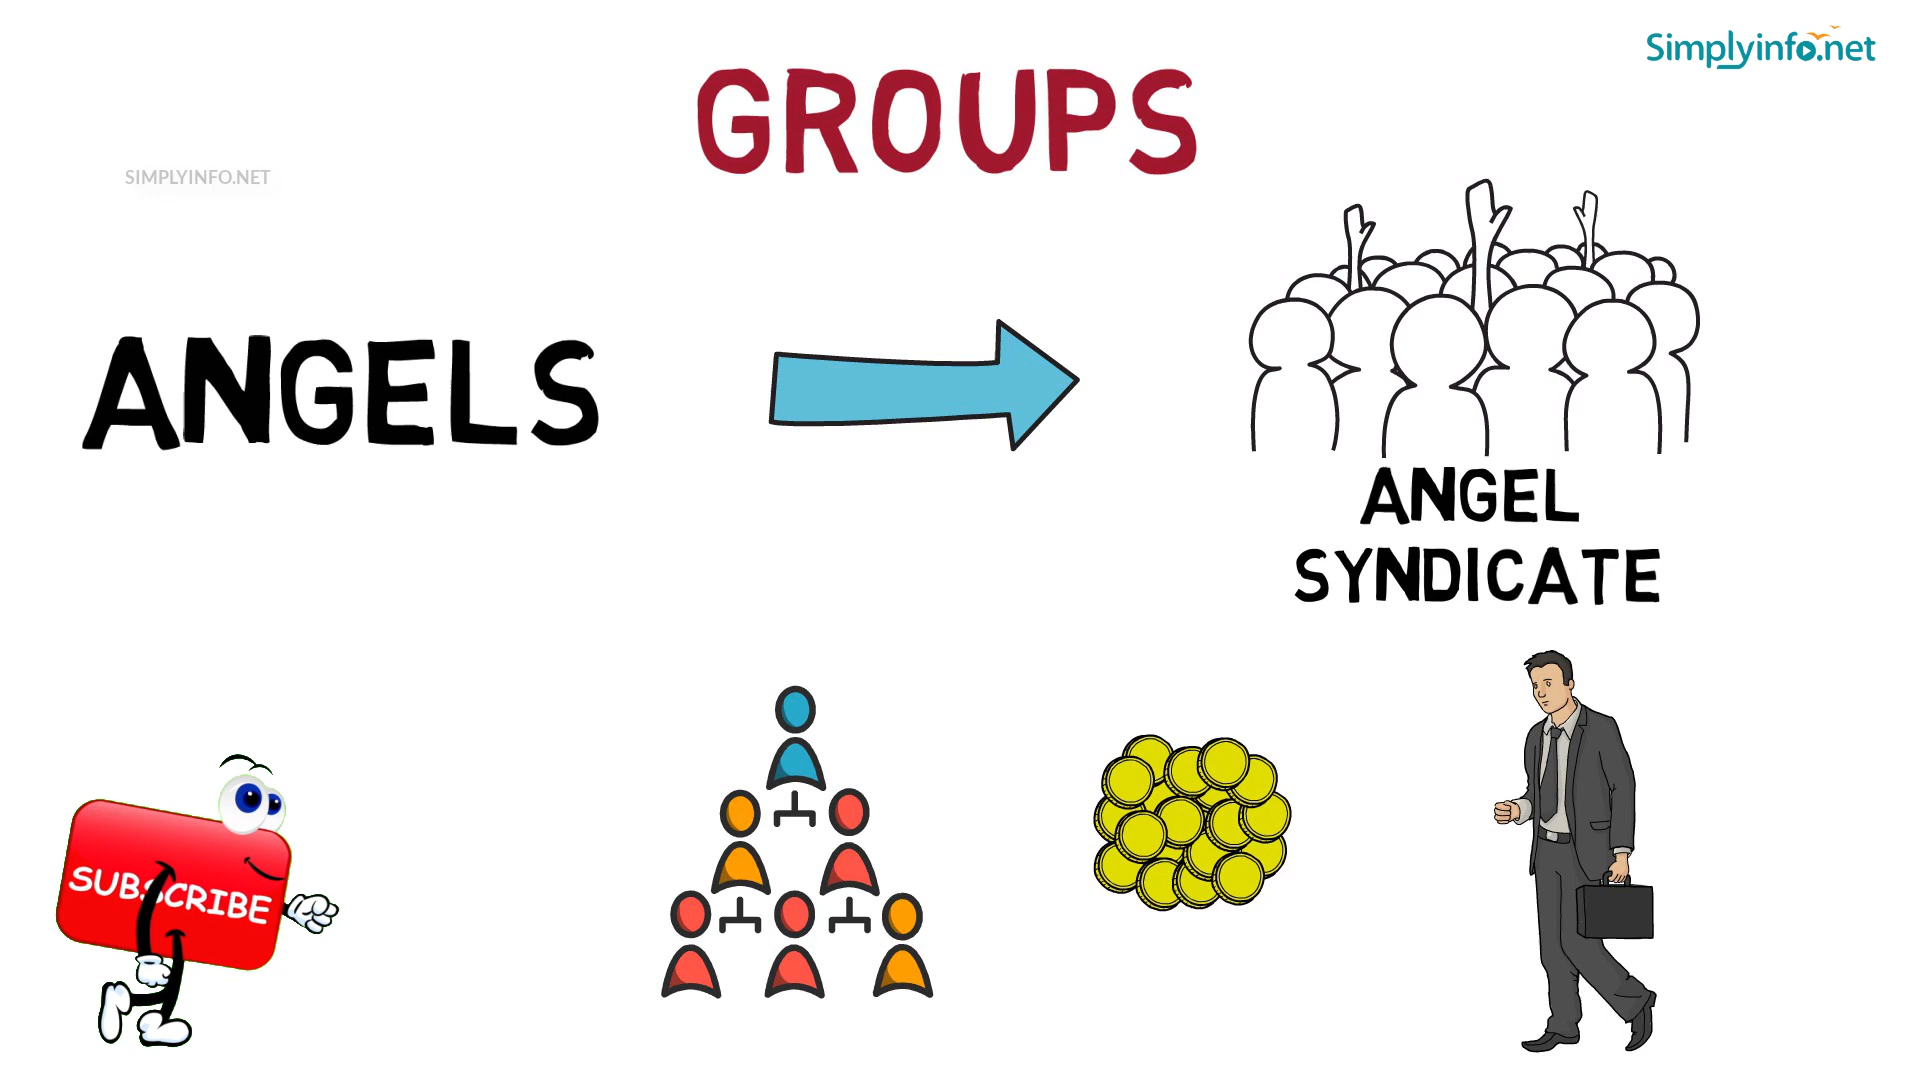 Simplyinfo.net
GROUPS
SIMPLYINFO.NET
ANGELS
ANGEL
SYNDICATE
SUBSCRIBE